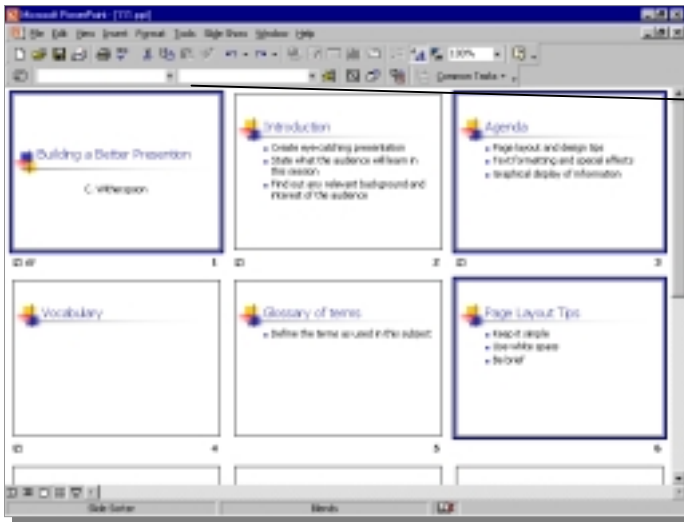 Microsoft PowerPoint - [111.ppt]
File Edit View Insert Format Tools Slide Show Window Help
100%
Common Tasks
Building a Better Presention
C. Witherspoon
1
Introduction
Create eye-catching presentation
State what the audience will learn in
this session
Find out any relevant background and
interest of the audience
2
Agenda
Page layout and design tips
Text formatting and special effects
Graphical display of information
3
Vocabulary
4
Glossary of terms
Define the terms as used in this subject
5
Page Layout Tips
Keep it simple
Use white space
Be brief
6
Slide Sorter
Blends